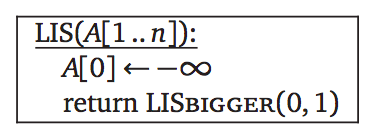 LIS(A[1 .. n]):
A[0] ← −∞
return LISBIGGER(0, 1)